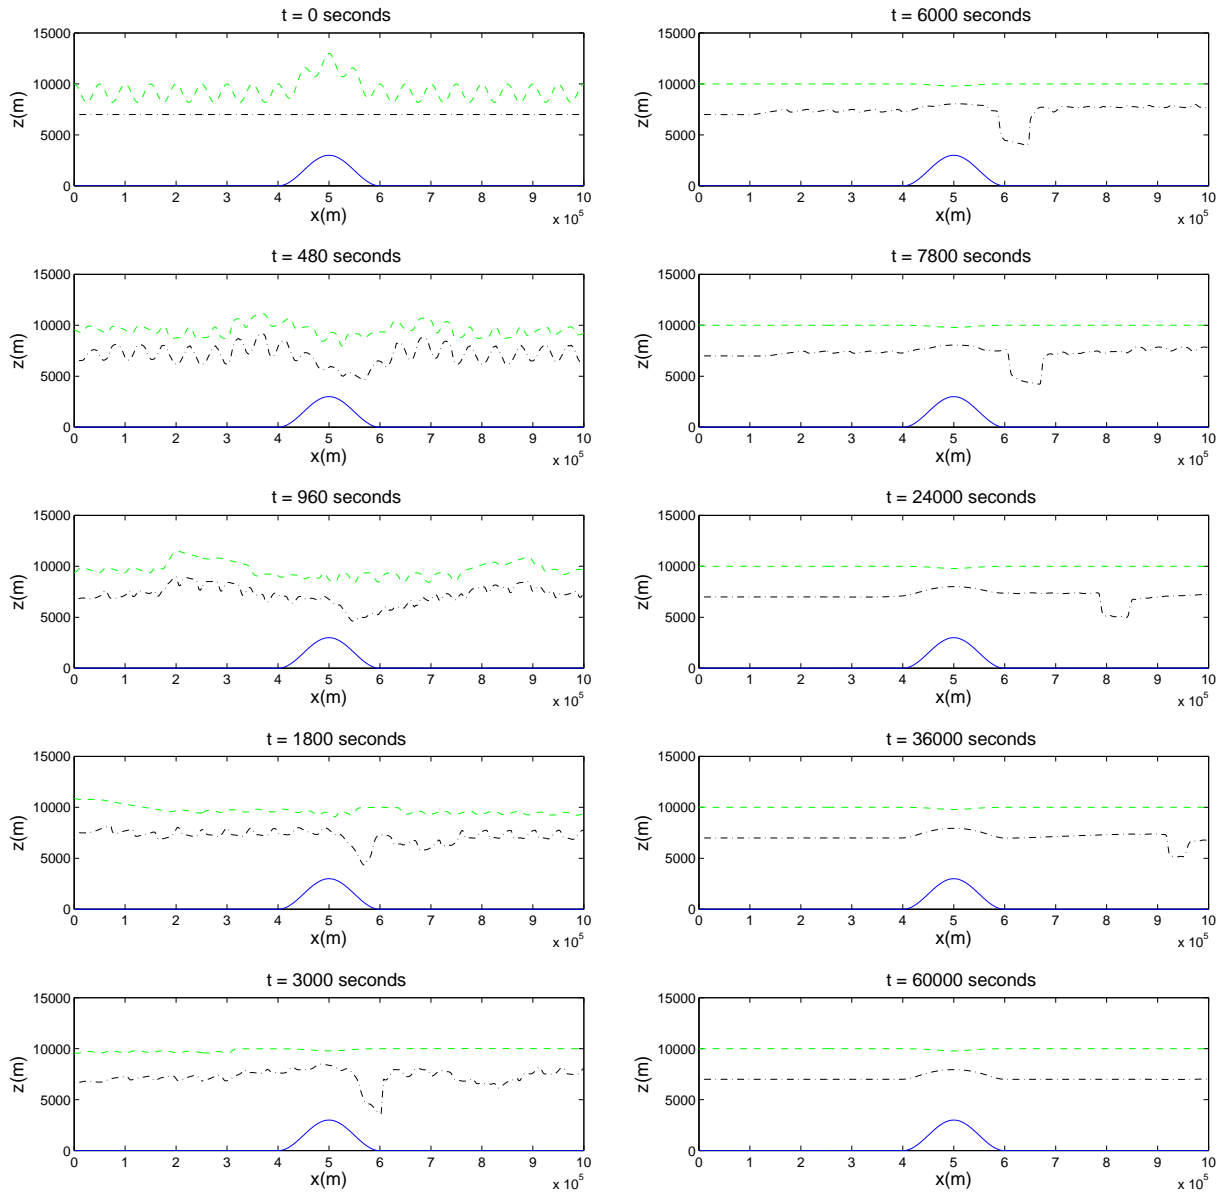 t = 0 seconds
15000
10000
5000
0
z(m)
0 1 2 3 4 5 6 7 8 9 10
x(m)
x 10^5
t = 480 seconds
15000
10000
5000
0
z(m)
0 1 2 3 4 5 6 7 8 9 10
x(m)
x 10^5
t = 960 seconds
15000
10000
5000
0
z(m)
0 1 2 3 4 5 6 7 8 9 10
x(m)
x 10^5
t = 1800 seconds
15000
10000
5000
0
z(m)
0 1 2 3 4 5 6 7 8 9 10
x(m)
x 10^5
t = 3000 seconds
15000
10000
5000
0
z(m)
0 1 2 3 4 5 6 7 8 9 10
x(m)
x 10^5
t = 6000 seconds
15000
10000
5000
0
z(m)
0 1 2 3 4 5 6 7 8 9 10
x(m)
x 10^5
t = 7800 seconds
15000
10000
5000
0
z(m)
0 1 2 3 4 5 6 7 8 9 10
x(m)
x 10^5
t = 24000 seconds
15000
10000
5000
0
z(m)
0 1 2 3 4 5 6 7 8 9 10
x(m)
x 10^5
t = 36000 seconds
15000
10000
5000
0
z(m)
0 1 2 3 4 5 6 7 8 9 10
x(m)
x 10^5
t = 60000 seconds
15000
10000
5000
0
z(m)
0 1 2 3 4 5 6 7 8 9 10
x(m)
x 10^5